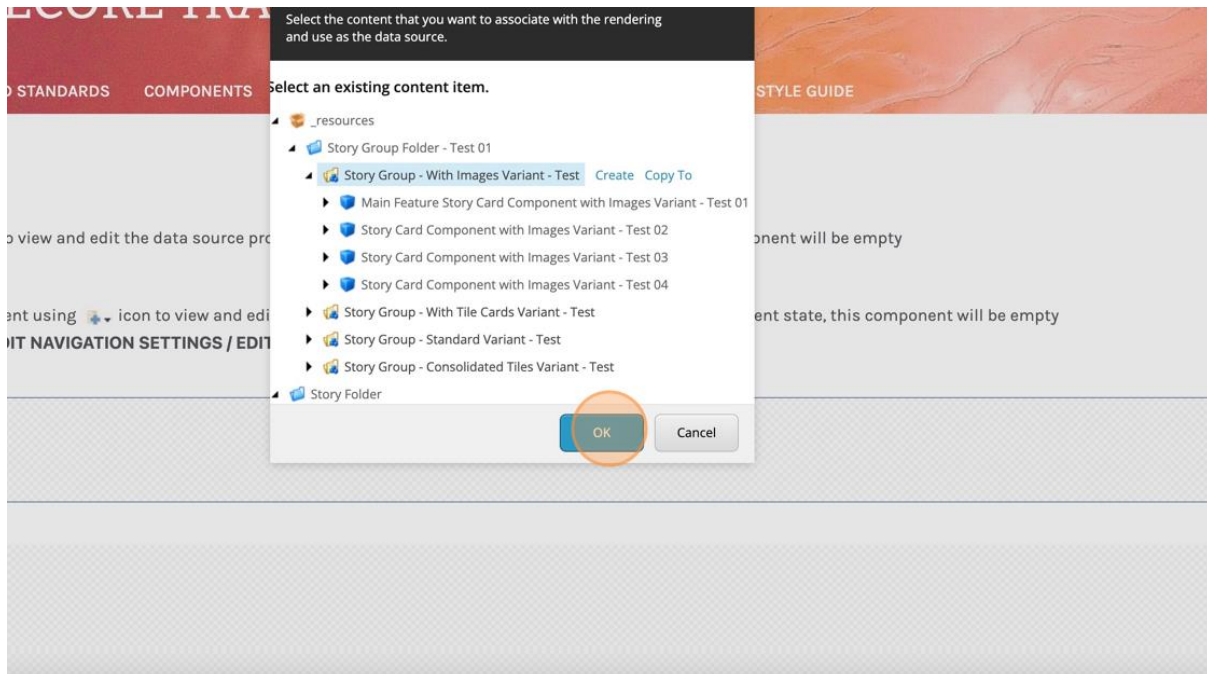 Select the content that you want to associate with the rendering
and use as the data source.
STANDARDS COMPONENTS STYLE GUIDE
Select an existing content item.
_resources
Story Group Folder - Test 01
Story Group - With Images Variant - Test Create Copy To
Main Feature Story Card Component with Images Variant - Test 01
Story Card Component with Images Variant - Test 02
to view and edit the data source will be empty
Story Card Component with Images Variant - Test 03
Story Card Component with Images Variant - Test 04
Story Group - With Tile Cards Variant - Test
using icon to view and state, this component will be empty
Story Group - Standard Variant - Test
NAVIGATION SETTINGS / EDIT
Story Group - Consolidated Tiles Variant - Test
Story Folder
OK Cancel